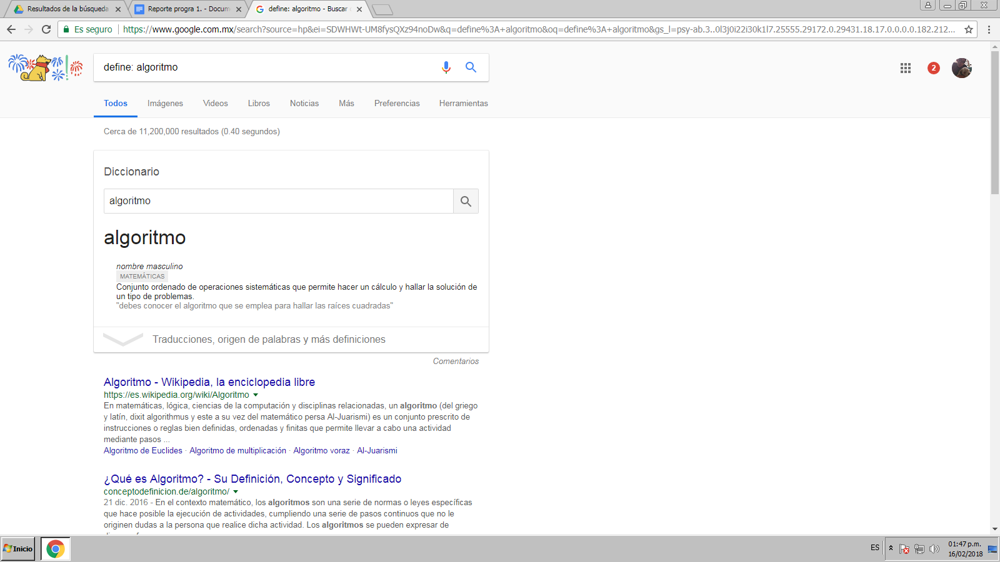 Resultados de la búsqueda
Reporte progra 1. - Docum
define: algoritmo - Buscar
Es seguro
https://www.google.com.mx/search?source=hp&ei=SDWHWt-UM8fysQXz94noDw&q=define%3A+algoritmo&oq=define%3A+algoritmo&gs_l=psy-ab.3..0l3j0i22i30k1l7.25555.29172.0.29431.18.17.0.0.0.0.182.212...
define: algoritmo
2
Todos
Imágenes
Videos
Libros
Noticias
Más
Preferencias
Herramientas
Cerca de 11,200,000 resultados (0.40 segundos)
Diccionario
algoritmo
algoritmo
nombre masculino
MATEMÁTICAS
Conjunto ordenado de operaciones sistemáticas que permite hacer un cálculo y hallar la solución de
un tipo de problemas.
"debes conocer el algoritmo que se emplea para hallar las raíces cuadradas"
Traducciones, origen de palabras y más definiciones
Comentarios
Algoritmo - Wikipedia, la enciclopedia libre
https://es.wikipedia.org/wiki/Algoritmo
En matemáticas, lógica, ciencias de la computación y disciplinas relacionadas, un algoritmo (del griego
y latín, dixit algorithmus y este a su vez del matemático persa Al-Juarismi) es un conjunto prescrito de
instrucciones o reglas bien definidas, ordenadas y finitas que permite llevar a cabo una actividad
mediante pasos ...
Algoritmo de Euclides · Algoritmo de multiplicación · Algoritmo voraz · Al-Juarismi
¿Qué es Algoritmo? - Su Definición, Concepto y Significado
conceptodefinicion.de/algoritmo/
21 dic. 2016 - En el contexto matemático, los algoritmos son una serie de normas o leyes específicas
que hace posible la ejecución de actividades, cumpliendo una serie de pasos continuos que no le
originen dudas a la persona que realice dicha actividad. Los algoritmos se pueden expresar de
Inicio
ES
01:47 p.m.
16/02/2018